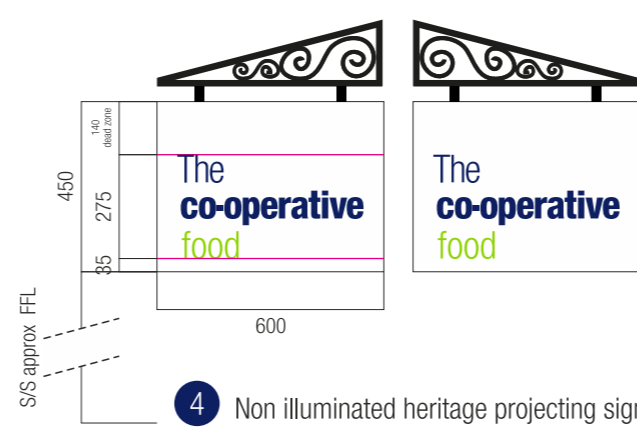 140
dead zone
450
275
35
The
co-operative
food
The
co-operative
food
600
S/S approx FFL
4 Non illuminated heritage projecting sign